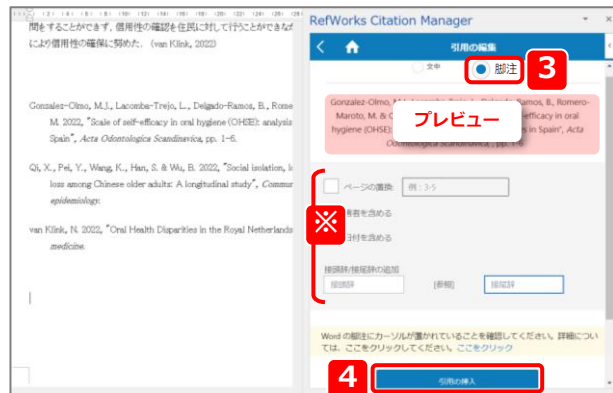 間をすることができず，信用性の確認を住民に対して行うことができなか
により信用性の確保に努めた．(van Klink, 2022)
Gonzalez-Olmo, M.J., Lacomba-Trejo, L., Delgado-Ramos, B., Rome
M. 2022, "Scale of self-efficacy in oral hygiene (OHSE): analysis
Spain", Acta Odontologica Scandinavica, pp. 1-6.
Qi, X., Pei, Y., Wang, K., Han, S. & Wu, B. 2022, "Social isolation, l
loss among Chinese older adults: A longitudinal study", Commun
epidemiology.
van Klink, N. 2022, "Oral Health Disparities in the Royal Netherlands
medicine.
RefWorks Citation Manager
引用の編集
文中
脚注
3
Gonzalez-Olmo, Delgado-Ramos, B., Romero-
Maroto, M. & efficacy in oral
hygiene (OHSE) in Spain", Acta
pp. 1-6
プレビュー
ページの置換: 例：3-5
著者を含める
※
日付を含める
接頭辞/接尾辞の追加
接頭辞 [参照] 接尾辞
Word の脚注にカーソルが置かれていることを確認してください。詳細につい
ては、ここをクリックしてください。ここをクリック
4
引用の挿入